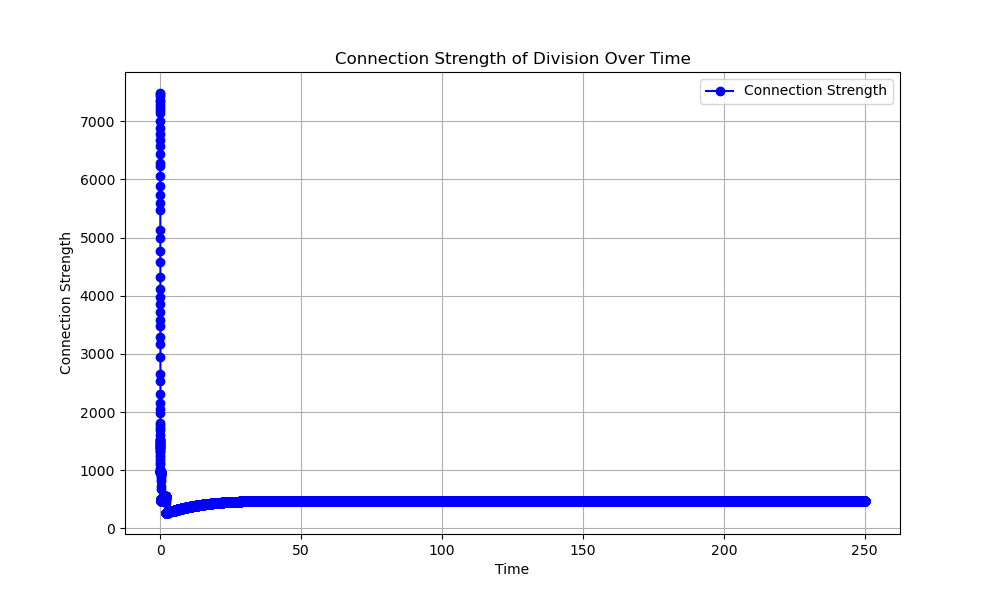 Connection Strength of Division Over Time
Connection Strength
7000
6000
5000
4000
3000
2000
1000
0
Connection Strength
0 50 100 150 200 250
Time